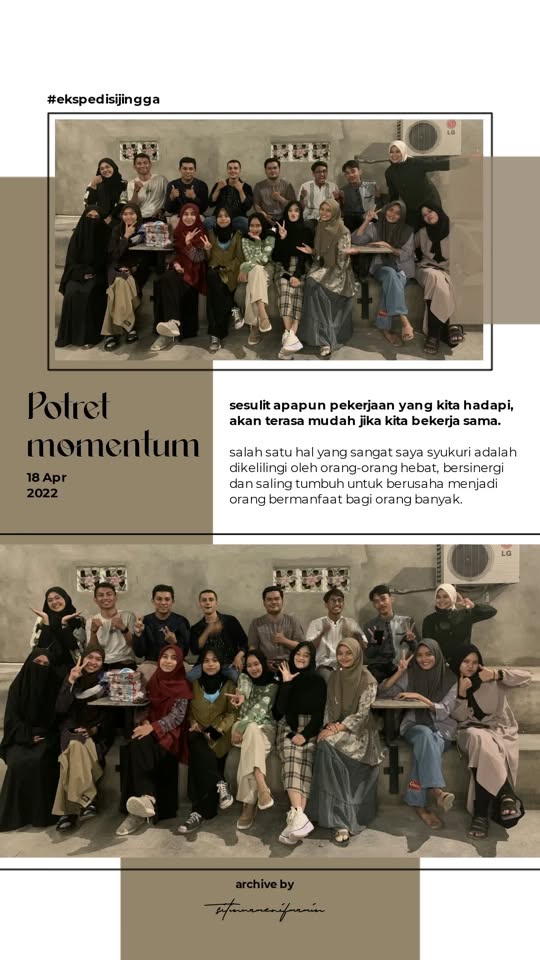 #ekspedisijingga
LG
Potret
momentum
18 Apr
2022
sesulit apapun pekerjaan yang kita hadapi,
akan terasa mudah jika kita bekerja sama.
salah satu hal yang sangat saya syukuri adalah
dikelilingi oleh orang-orang hebat, bersinergi
dan saling tumbuh untuk berusaha menjadi
orang bermanfaat bagi orang banyak.
LG
archive by